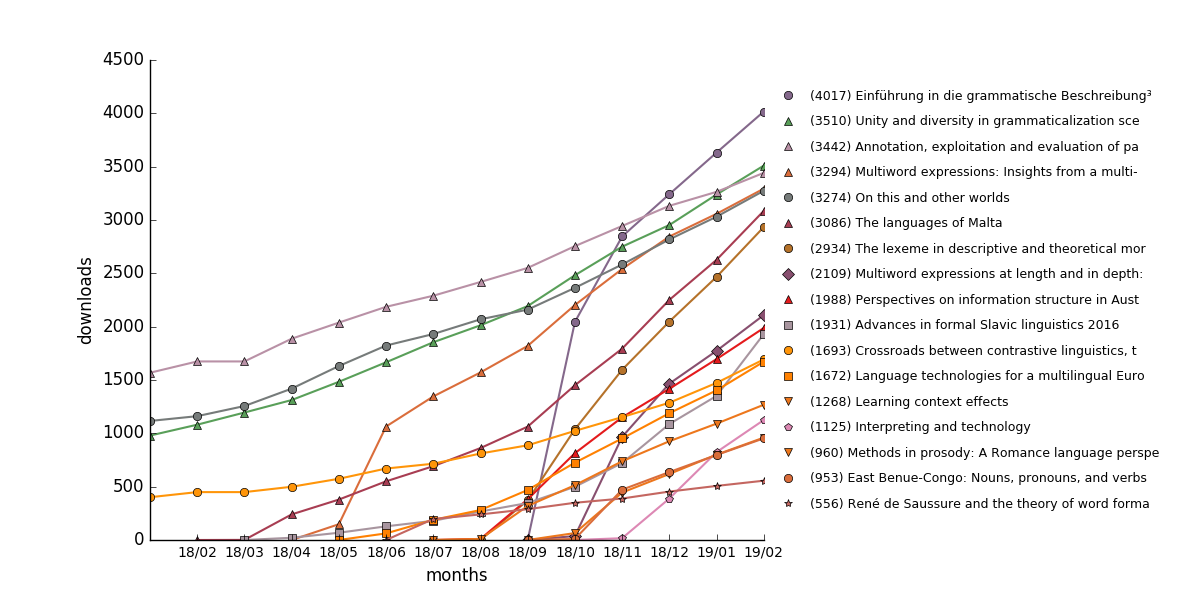 4500
4000
3500
3000
2500
2000
1500
1000
500
0
downloads
18/02 18/03 18/04 18/05 18/06 18/07 18/08 18/09 18/10 18/11 18/12 19/01 19/02
months
(4017) Einführung in die grammatische Beschreibung³
(3510) Unity and diversity in grammaticalization sce
(3442) Annotation, exploitation and evaluation of pa
(3294) Multiword expressions: Insights from a multi-
(3274) On this and other worlds
(3086) The languages of Malta
(2934) The lexeme in descriptive and theoretical mor
(2109) Multiword expressions at length and in depth:
(1988) Perspectives on information structure in Aust
(1931) Advances in formal Slavic linguistics 2016
(1693) Crossroads between contrastive linguistics, t
(1672) Language technologies for a multilingual Euro
(1268) Learning context effects
(1125) Interpreting and technology
(960) Methods in prosody: A Romance language perspe
(953) East Benue-Congo: Nouns, pronouns, and verbs
(556) René de Saussure and the theory of word forma